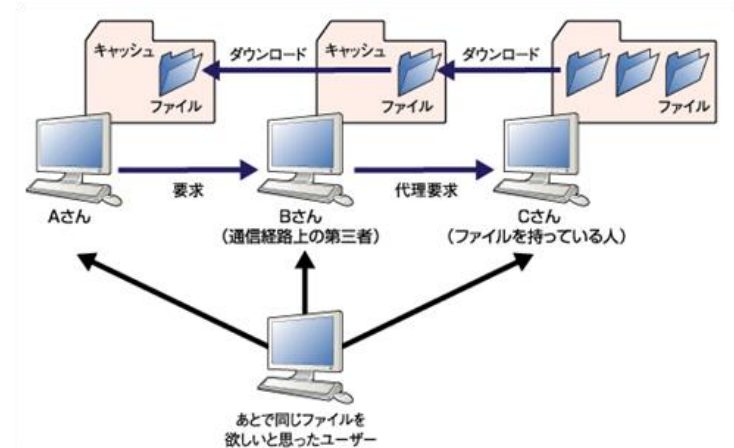 キャッシュ
ダウンロード
キャッシュ
ダウンロード
ファイル
ファイル
ファイル
要求
代理要求
Aさん
Bさん
(通信経路上の第三者)
Cさん
(ファイルを持っている人)
あとで同じファイルを
欲しいと思ったユーザー